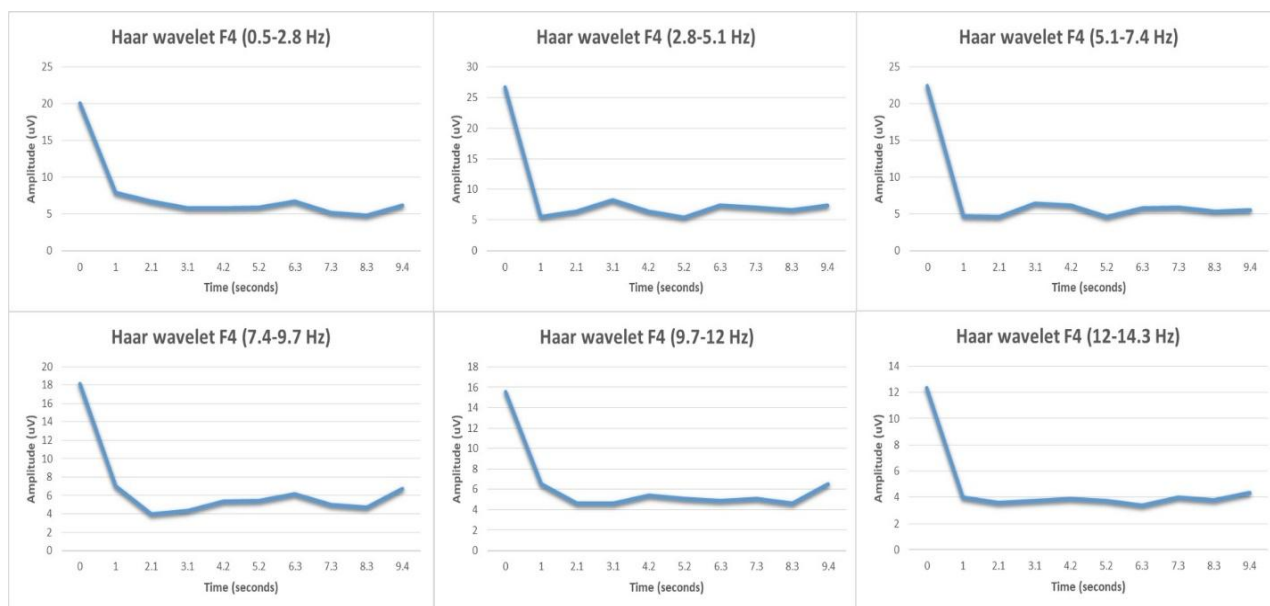 Haar wavelet F4 (0.5-2.8 Hz)
25
20
15
10
5
0
Amplitude (uV)
0 1 2.1 3.1 4.2 5.2 6.3 7.3 8.3 9.4
Time (seconds)
Haar wavelet F4 (2.8-5.1 Hz)
30
25
20
15
10
5
0
Amplitude (uV)
0 1 2.1 3.1 4.2 5.2 6.3 7.3 8.3 9.4
Time (seconds)
Haar wavelet F4 (5.1-7.4 Hz)
25
20
15
10
5
0
Amplitude (uV)
0 1 2.1 3.1 4.2 5.2 6.3 7.3 8.3 9.4
Time (seconds)
Haar wavelet F4 (7.4-9.7 Hz)
20
18
16
14
12
10
8
6
4
2
0
Amplitude (uV)
0 1 2.1 3.1 4.2 5.2 6.3 7.3 8.3 9.4
Time (seconds)
Haar wavelet F4 (9.7-12 Hz)
18
16
14
12
10
8
6
4
2
0
Amplitude (uV)
0 1 2.1 3.1 4.2 5.2 6.3 7.3 8.3 9.4
Time (seconds)
Haar wavelet F4 (12-14.3 Hz)
14
12
10
8
6
4
2
0
Amplitude (uV)
0 1 2.1 3.1 4.2 5.2 6.3 7.3 8.3 9.4
Time (seconds)